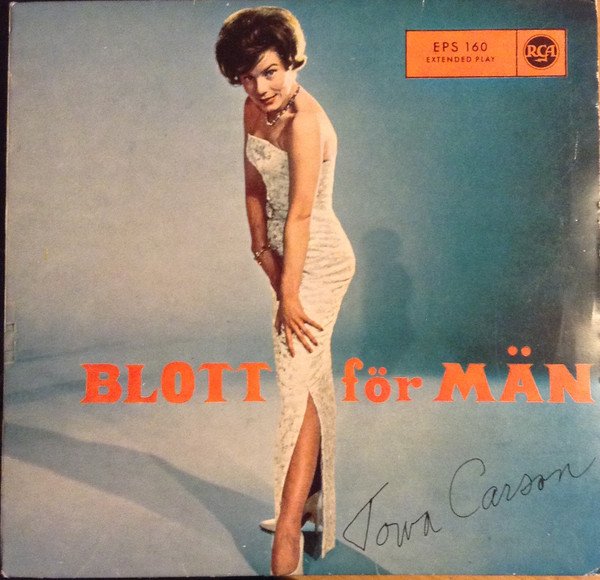 EPS 160
EXTENDED PLAY
RCA
BLOTT för MÄN
Towa Carson